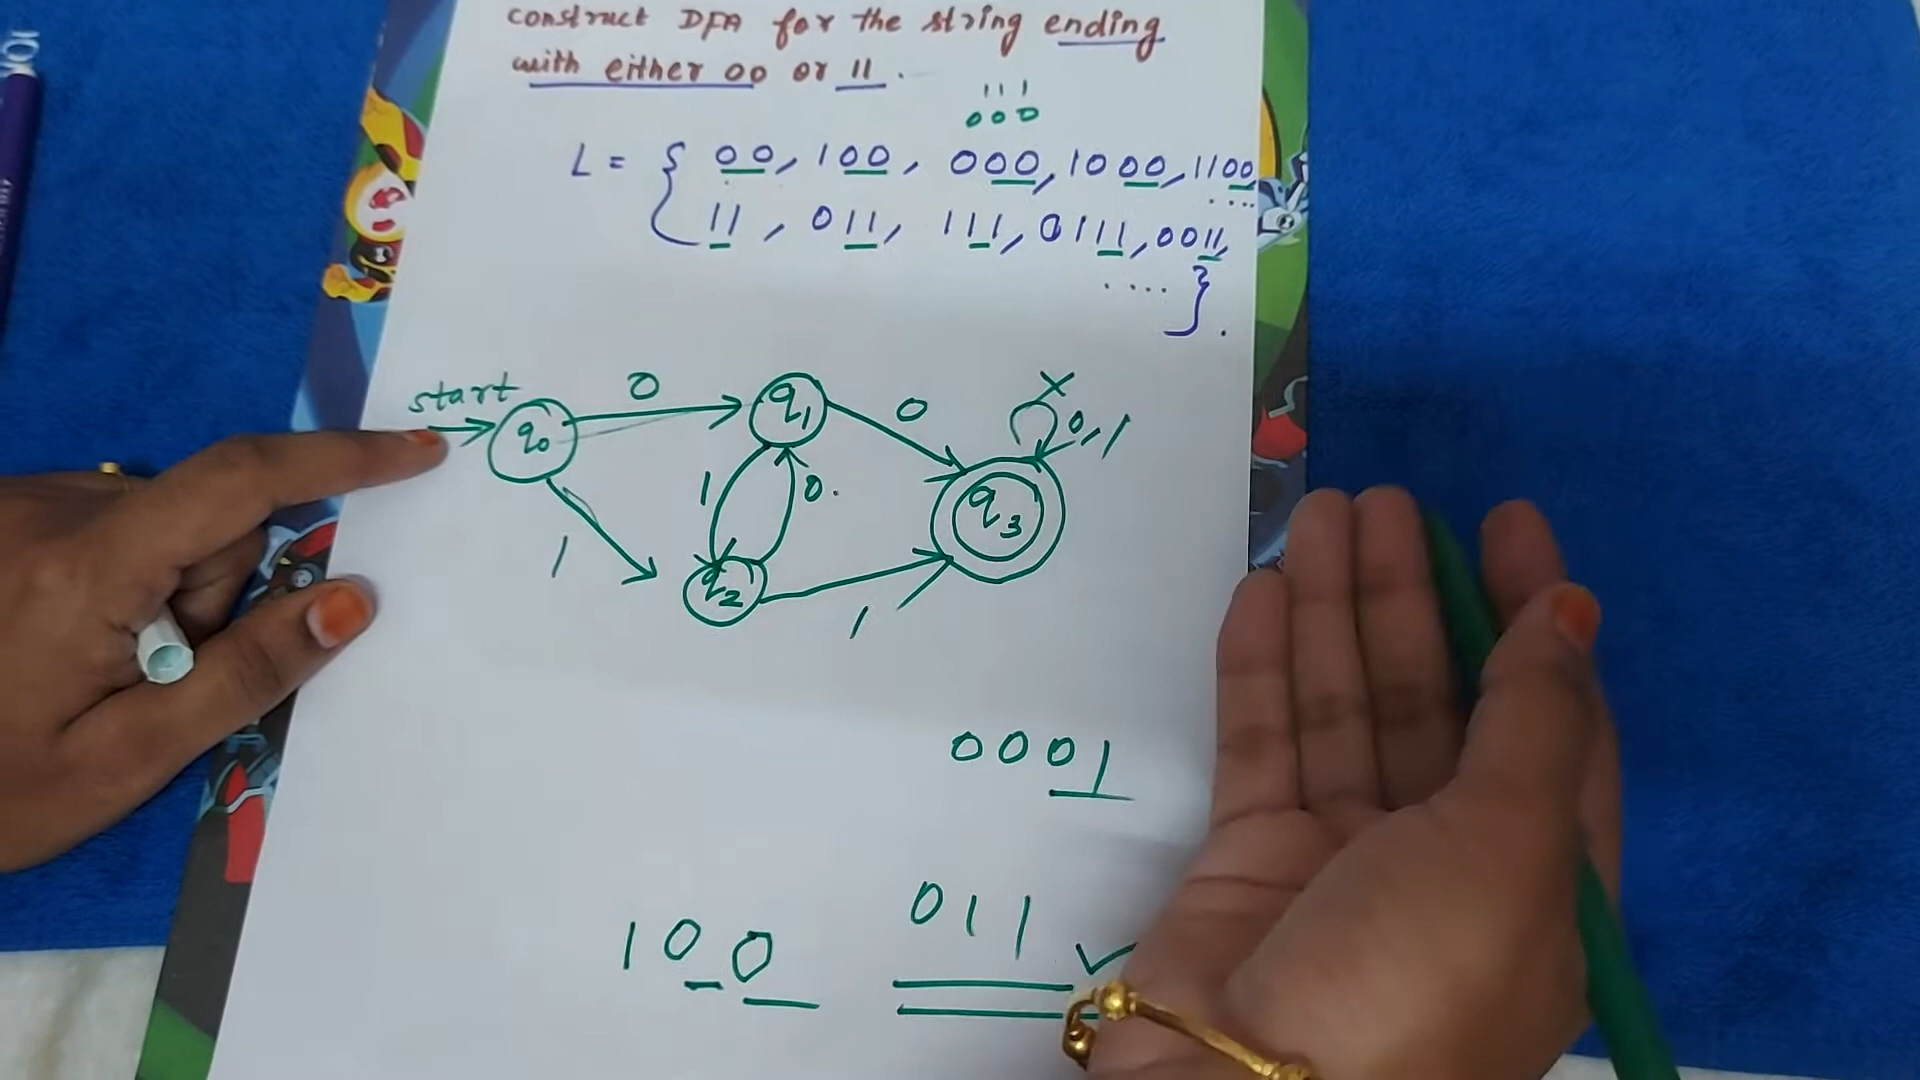 construct DFA for the string ending
with either 00 or 11.
111
000
L = { 00, 100, 000, 1000, 1100
....
11, 011, 111, 0111, 0011,
.... }.
start
0
q0
q1
0
x
0,1
1
0.
q3
1
q2
1
0001
100
011 ✓